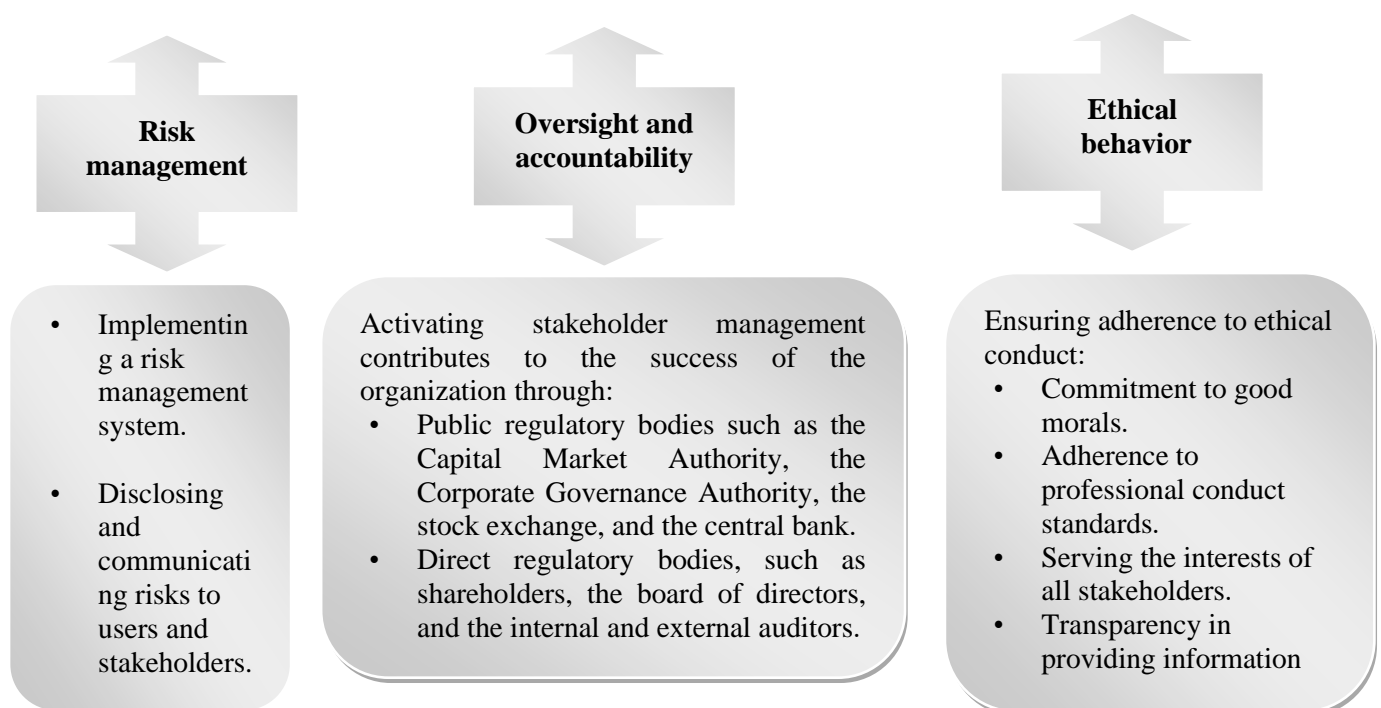 Risk
management
Oversight and
accountability
Ethical
behavior
• Implementin
g a risk
management
system.
• Disclosing
and
communicati
ng risks to
users and
stakeholders.
Activating stakeholder management
contributes to the success of the
organization through:
• Public regulatory bodies such as the
Capital Market Authority, the
Corporate Governance Authority, the
stock exchange, and the central bank.
• Direct regulatory bodies, such as
shareholders, the board of directors,
and the internal and external auditors.
Ensuring adherence to ethical
conduct:
• Commitment to good
morals.
• Adherence to
professional conduct
standards.
• Serving the interests of
all stakeholders.
• Transparency in
providing information